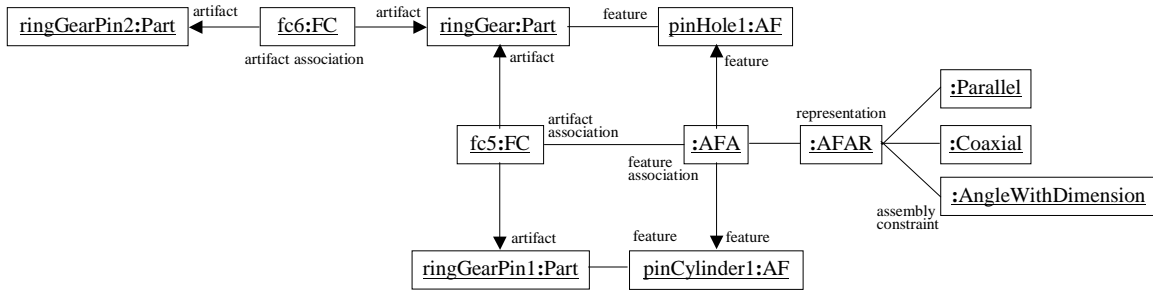 ringGearPin2:Part
artifact
fc6:FC
artifact
ringGear:Part
feature
pinHole1:AF
artifact association
artifact
feature
:Parallel
representation
artifact
association
fc5:FC
:AFA
:AFAR
:Coaxial
feature
association
:AngleWithDimension
assembly
constraint
artifact
feature
feature
ringGearPin1:Part
pinCylinder1:AF